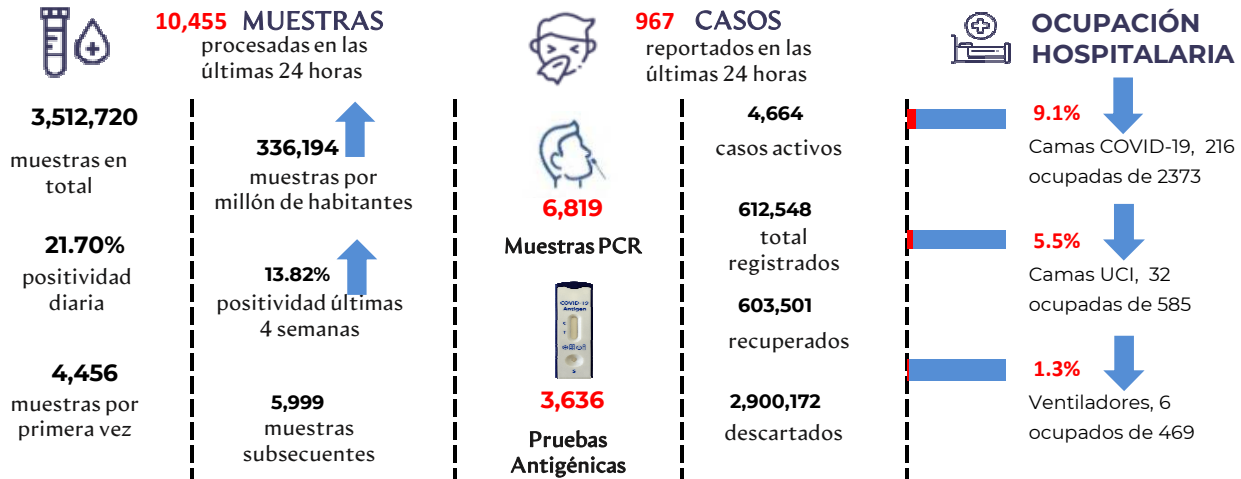 10,455 MUESTRAS
procesadas en las
últimas 24 horas
3,512,720
muestras en
total
21.70%
positividad
diaria
4,456
muestras por
primera vez
336,194
muestras por
millón de habitantes
13.82%
positividad últimas
4 semanas
5,999
muestras
subsecuentes
967 CASOS
reportados en las
últimas 24 horas
6,819
Muestras PCR
COVID-19
Antigen
C
T
S
3,636
Pruebas
Antigénicas
4,664
casos activos
612,548
total
registrados
603,501
recuperados
2,900,172
descartados
OCUPACIÓN
HOSPITALARIA
9.1%
Camas COVID-19, 216
ocupadas de 2373
5.5%
Camas UCI, 32
ocupadas de 585
1.3%
Ventiladores, 6
ocupados de 469